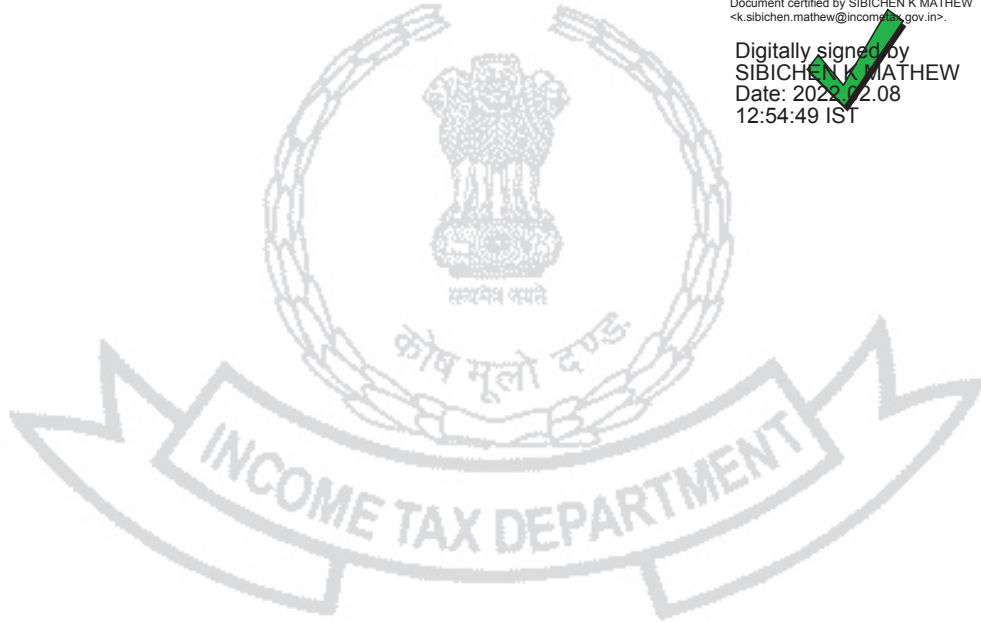 Document certified by SIBICHEN K MATHEW
<k.sibichen.mathew@incometax.gov.in>.
Digitally signed by
SIBICHEN K MATHEW
Date: 2022.02.08
12:54:49 IST
सत्यमेव जयते
कोष मूलो दण्ड
INCOME TAX DEPARTMENT